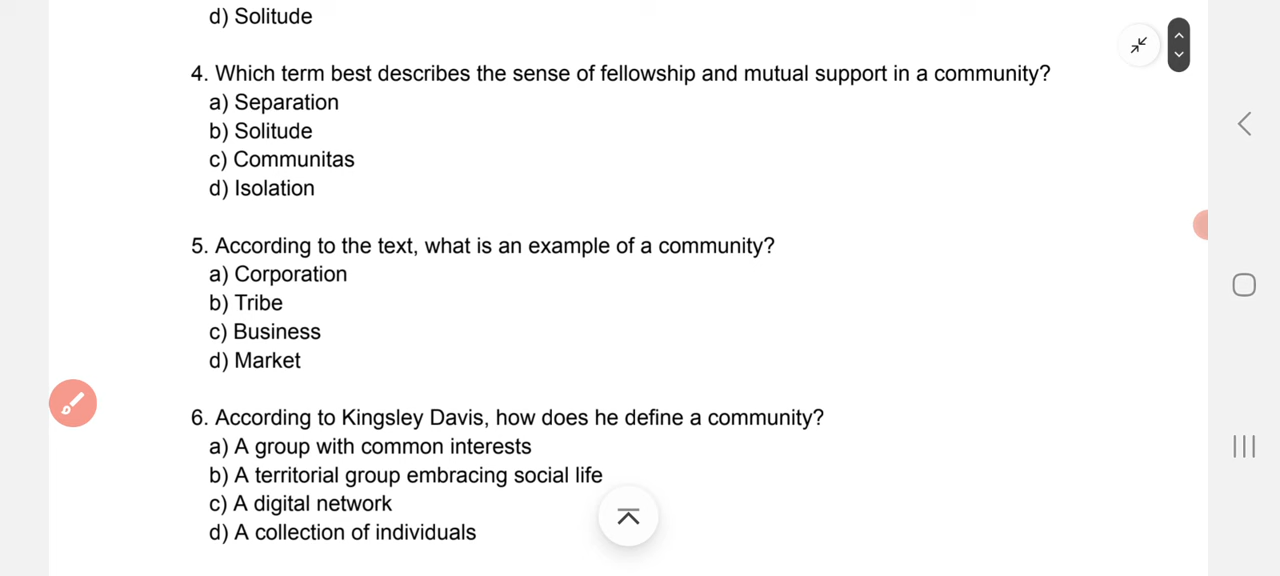 d) Solitude
4. Which term best describes the sense of fellowship and mutual support in a community?
a) Separation
b) Solitude
c) Communitas
d) Isolation
5. According to the text, what is an example of a community?
a) Corporation
b) Tribe
c) Business
d) Market
6. According to Kingsley Davis, how does he define a community?
a) A group with common interests
b) A territorial group embracing social life
c) A digital network
d) A collection of individuals